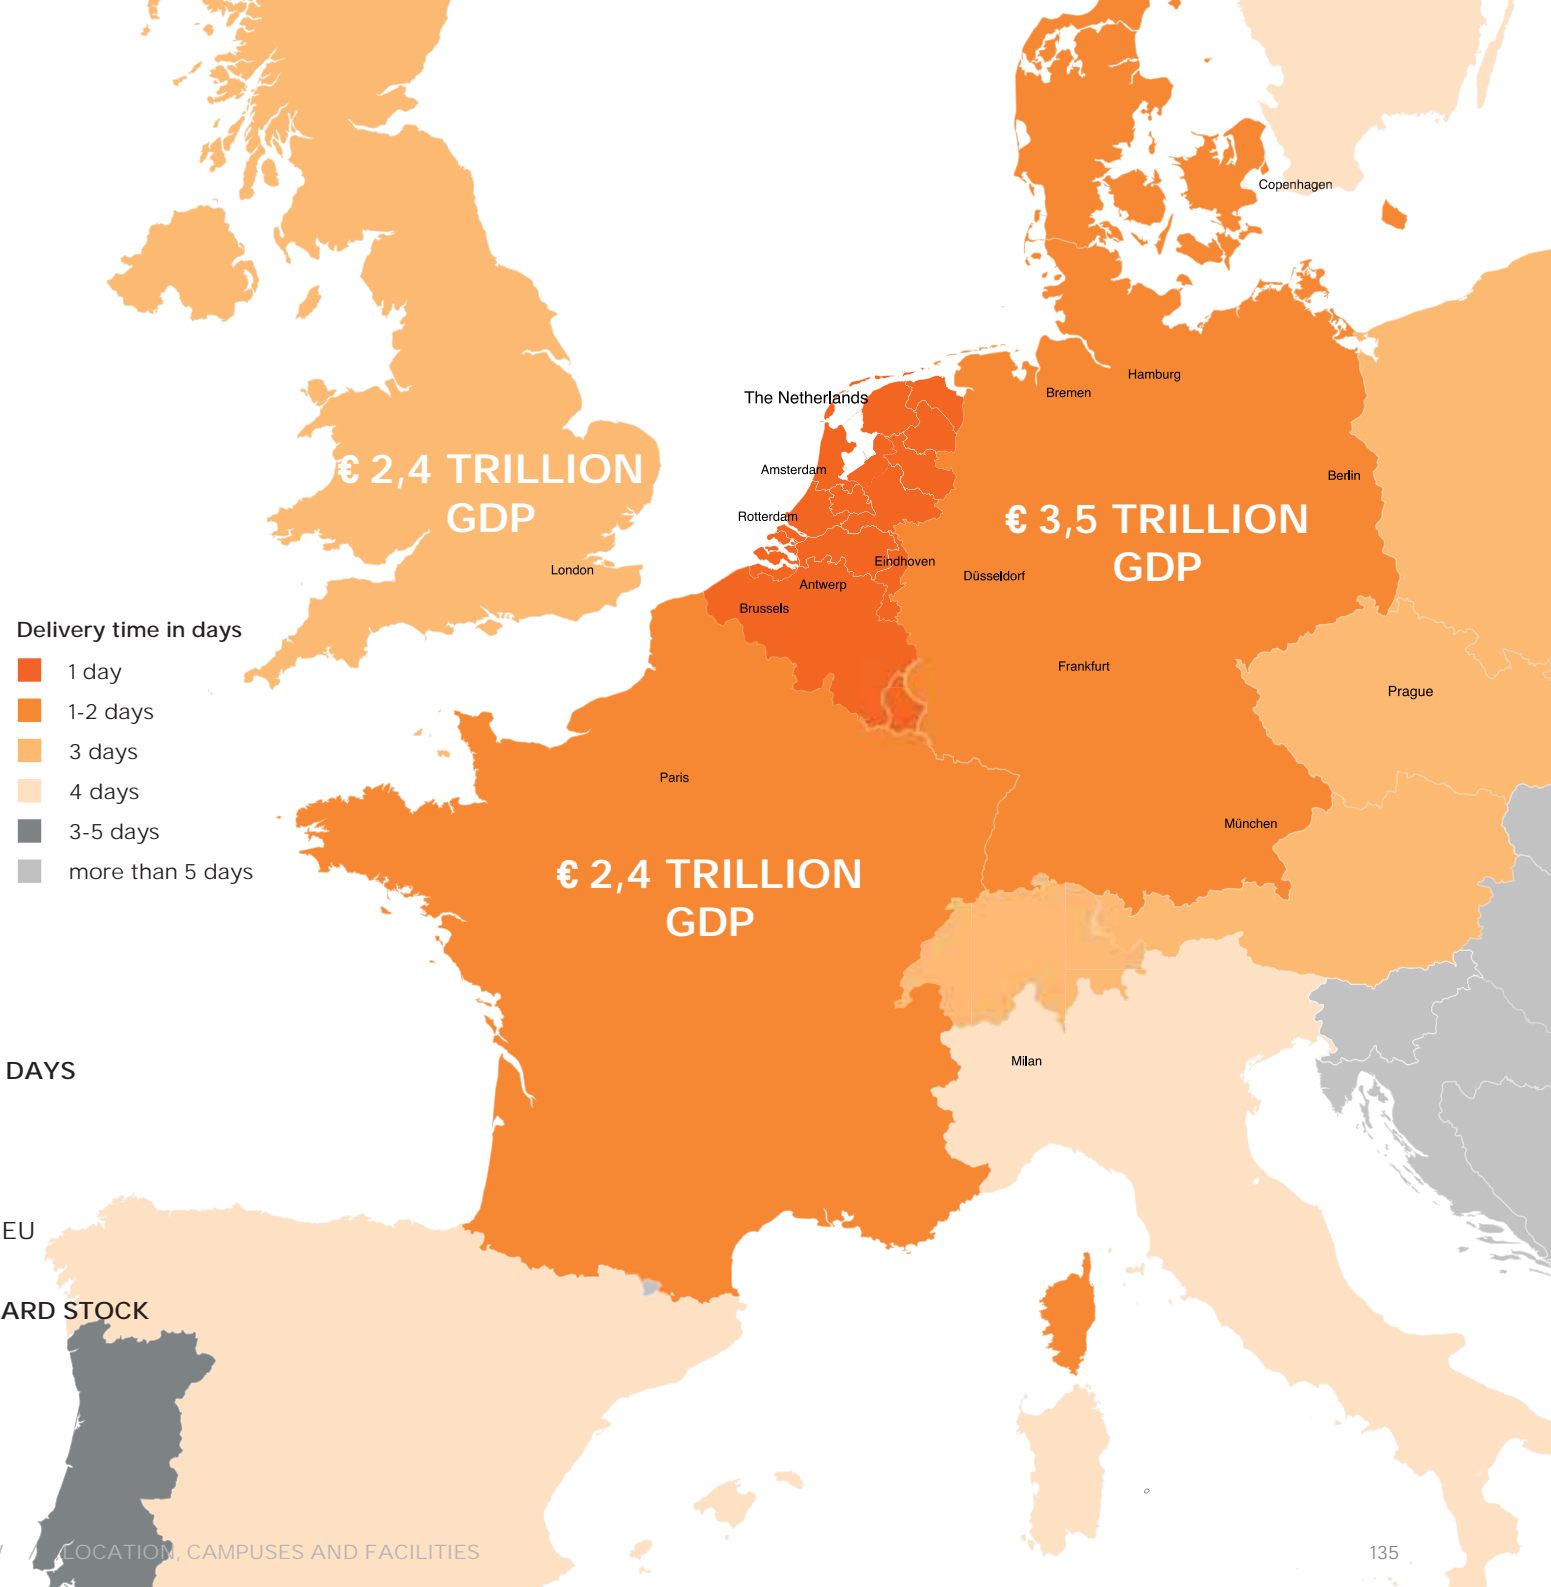 Copenhagen
Hamburg
Bremen
The Netherlands
€ 2,4 TRILLION
GDP
Amsterdam
Berlin
Rotterdam
€ 3,5 TRILLION
GDP
London
Eindhoven
Düsseldorf
Antwerp
Brussels
Delivery time in days
1 day
1-2 days
3 days
4 days
3-5 days
more than 5 days
Frankfurt
Prague
Paris
München
€ 2,4 TRILLION
GDP
Milan
DAYS
EU
ARD STOCK
/ LOCATION, CAMPUSES AND FACILITIES
135